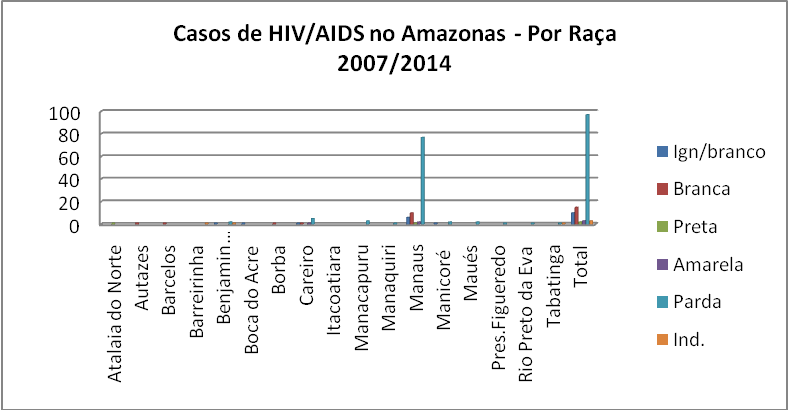 Casos de HIV/AIDS no Amazonas - Por Raça
2007/2014
100
80
60
40
20
0
Atalaia do Norte
Autazes
Barcelos
Barreirinha
Benjamin...
Boca do Acre
Borba
Careiro
Itacoatiara
Manacapuru
Manaquiri
Manaus
Manicoré
Maués
Pres.Figueredo
Rio Preto da Eva
Tabatinga
Total
Ign/branco
Branca
Preta
Amarela
Parda
Ind.